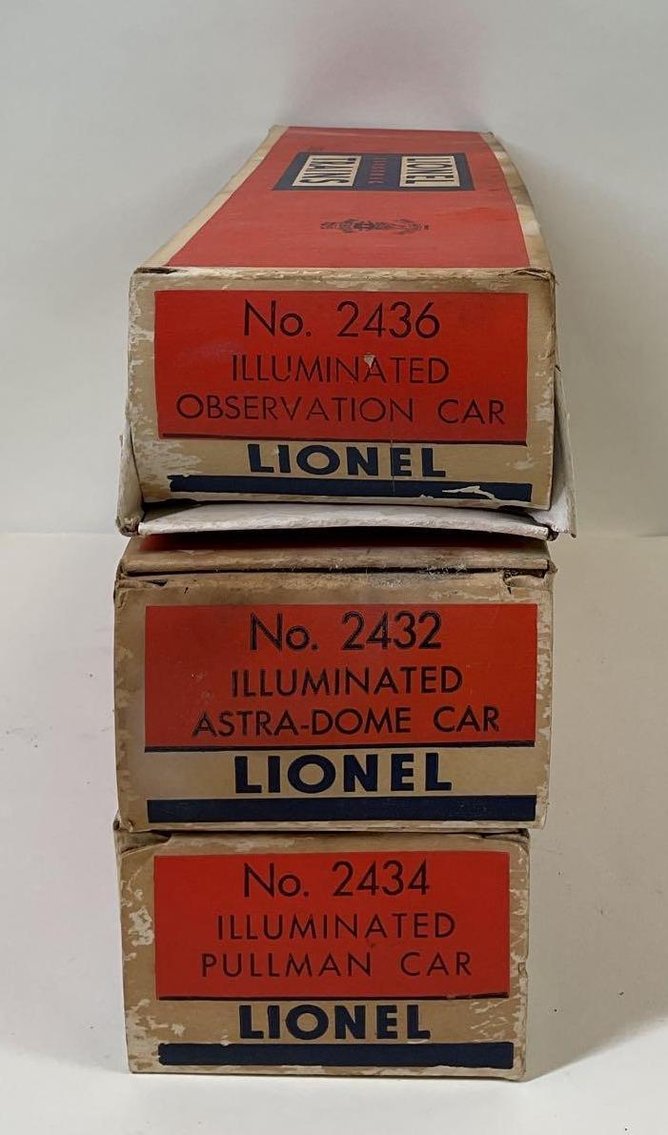 LIONEL
ELECTRIC
TRAINS
No. 2436
ILLUMINATED
OBSERVATION CAR
LIONEL
No. 2432
ILLUMINATED
ASTRA-DOME CAR
LIONEL
No. 2434
ILLUMINATED
PULLMAN CAR
LIONEL